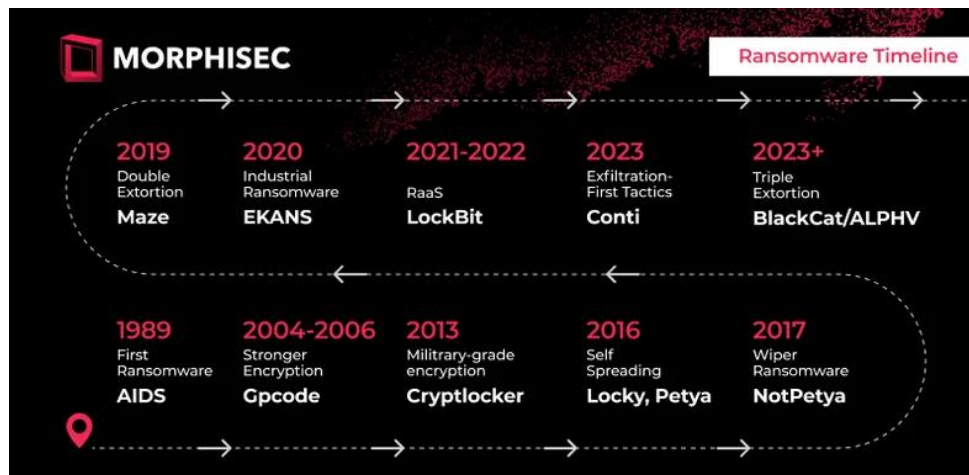 MORPHISEC
Ransomware Timeline
2019
Double
Extortion
Maze
2020
Industrial
Ransomware
EKANS
2021-2022
RaaS
LockBit
2023
Exfiltration-
First Tactics
Conti
2023+
Triple
Extortion
BlackCat/ALPHV
1989
First
Ransomware
AIDS
2004-2006
Stronger
Encryption
Gpcode
2013
Militrary-grade
encryption
Cryptlocker
2016
Self
Spreading
Locky, Petya
2017
Wiper
Ransomware
NotPetya